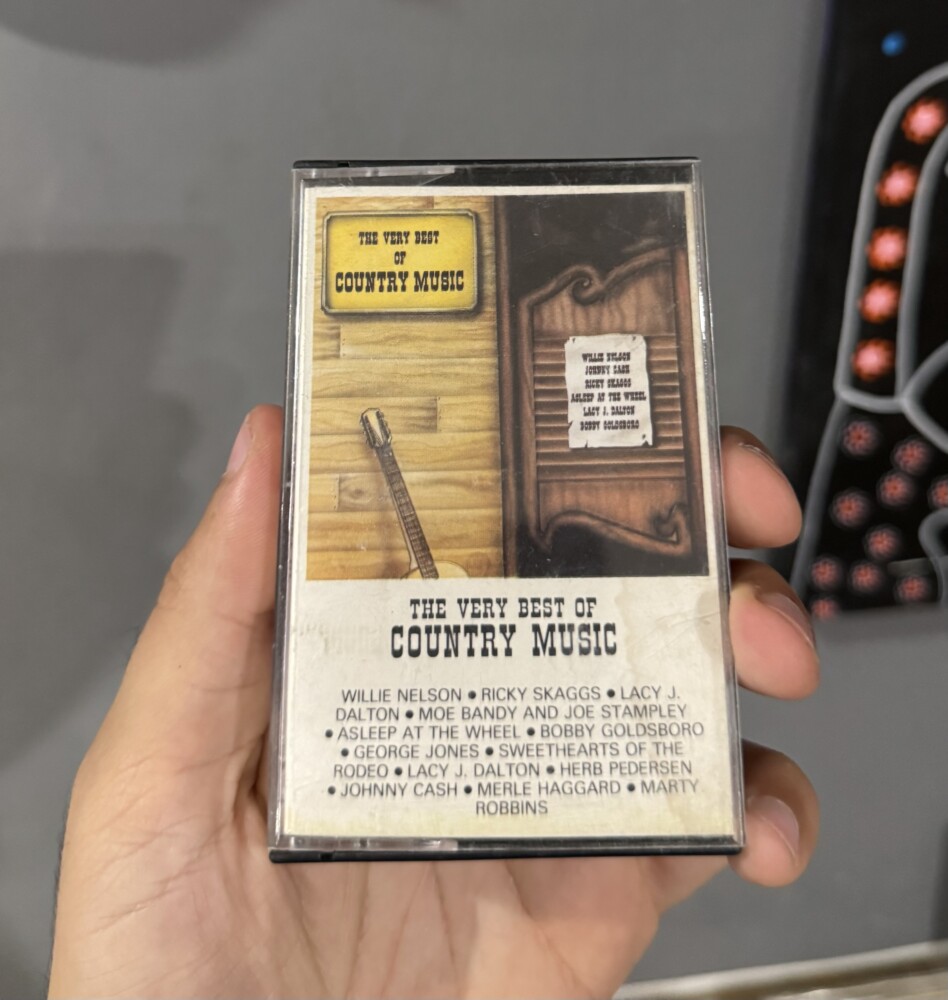 THE VERY BEST
OF
COUNTRY MUSIC
WILLIE NELSON
JOHNNY CASH
RICKY SKAGGS
ASLEEP AT THE WHEEL
LACY J. DALTON
BOBBY GOLDSBORO
THE VERY BEST OF
COUNTRY MUSIC
WILLIE NELSON • RICKY SKAGGS • LACY J.
DALTON • MOE BANDY AND JOE STAMPLEY
• ASLEEP AT THE WHEEL • BOBBY GOLDSBORO
• GEORGE JONES • SWEETHEARTS OF THE
RODEO • LACY J. DALTON • HERB PEDERSEN
• JOHNNY CASH • MERLE HAGGARD • MARTY
ROBBINS